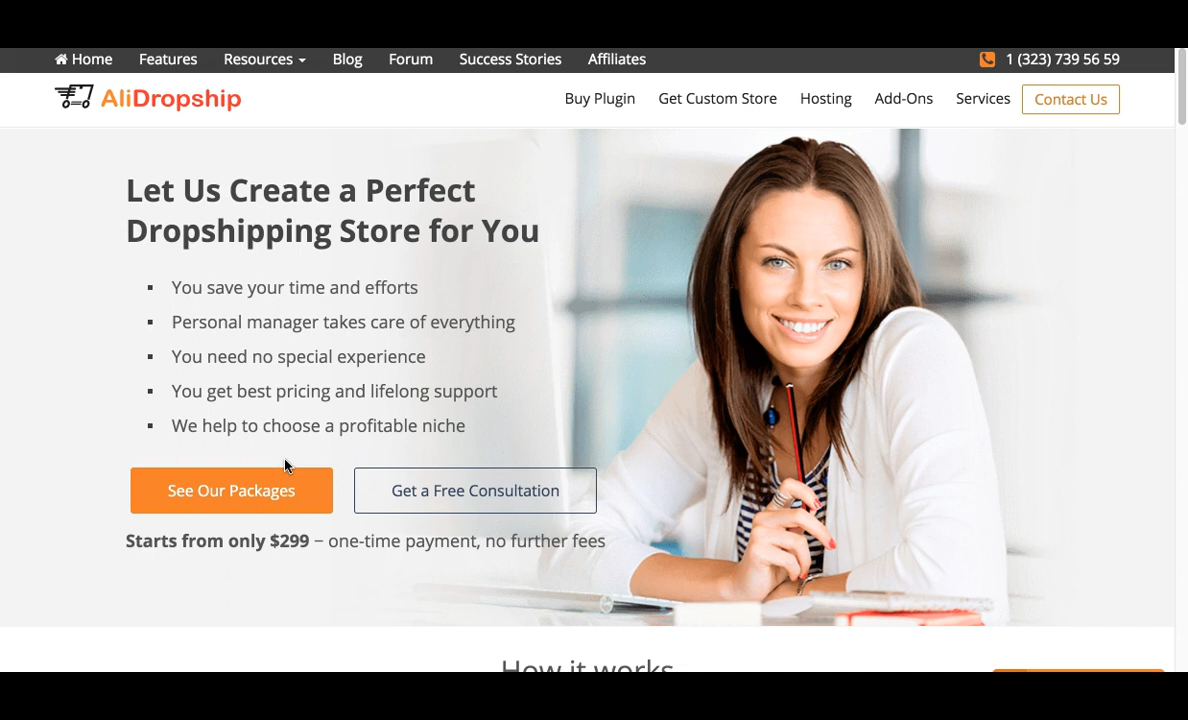 Home Features Resources Blog Forum Success Stories Affiliates 1 (323) 739 56 59
AliDropship Buy Plugin Get Custom Store Hosting Add-Ons Services Contact Us
Let Us Create a Perfect
Dropshipping Store for You
You save your time and efforts
Personal manager takes care of everything
You need no special experience
You get best pricing and lifelong support
We help to choose a profitable niche
See Our Packages Get a Free Consultation
Starts from only $299 – one-time payment, no further fees
How it works